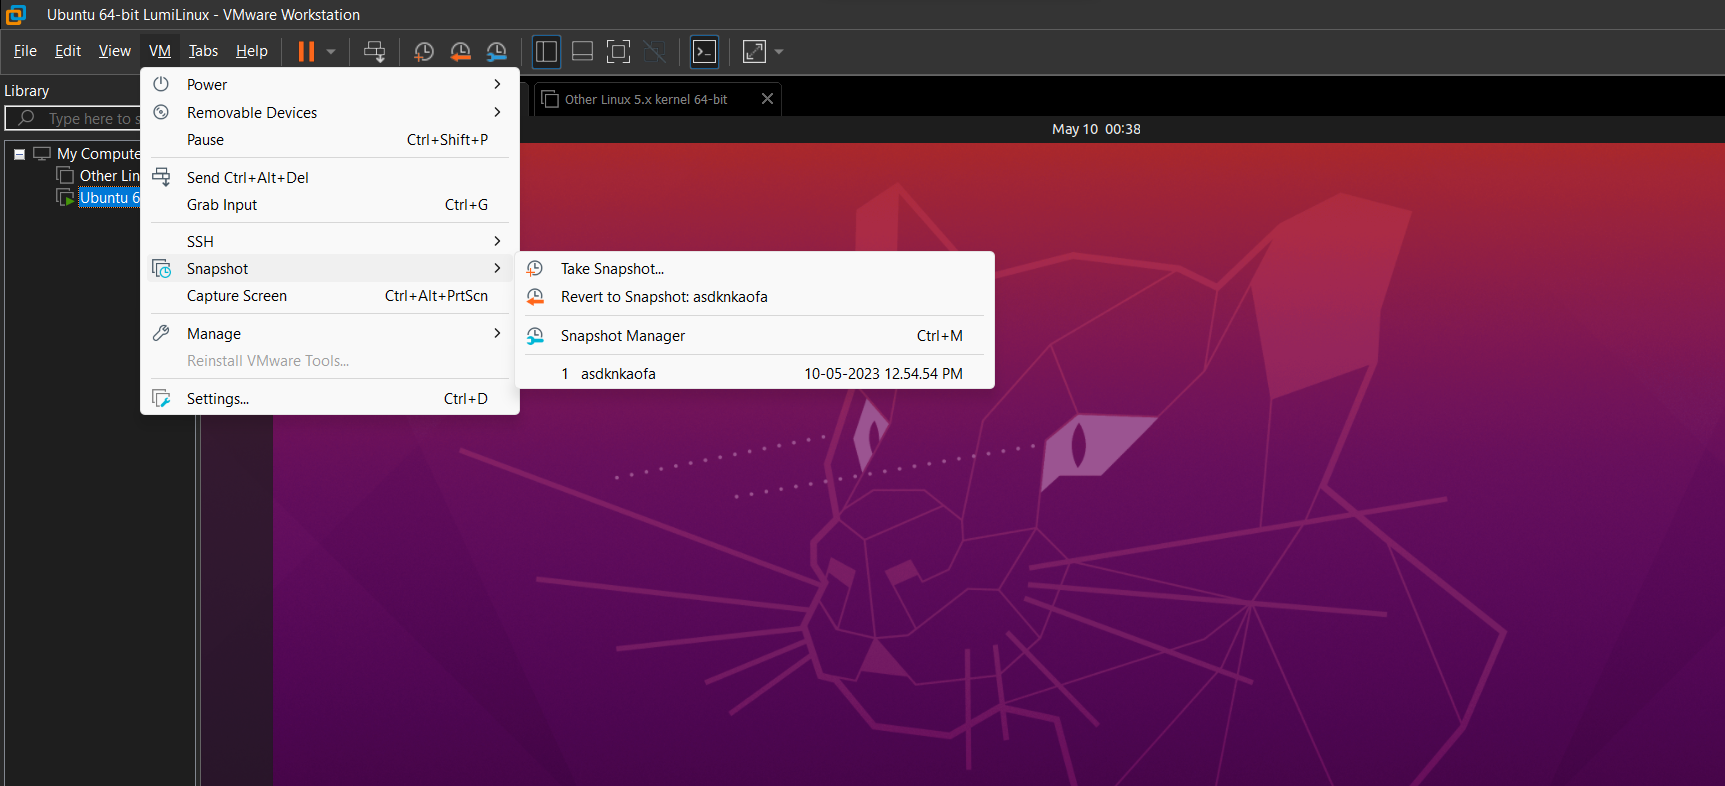 Ubuntu 64-bit LumiLinux - VMware Workstation
File Edit View VM Tabs Help
Library
Type here to s
My Compute
Other Lin
Ubuntu 6
Other Linux 5.x kernel 64-bit
May 10 00:38
Power
Removable Devices
Pause Ctrl+Shift+P
Send Ctrl+Alt+Del
Grab Input Ctrl+G
SSH
Snapshot
Capture Screen Ctrl+Alt+PrtScn
Manage
Reinstall VMware Tools...
Settings... Ctrl+D
Take Snapshot...
Revert to Snapshot: asdknkaofa
Snapshot Manager Ctrl+M
1 asdknkaofa 10-05-2023 12.54.54 PM